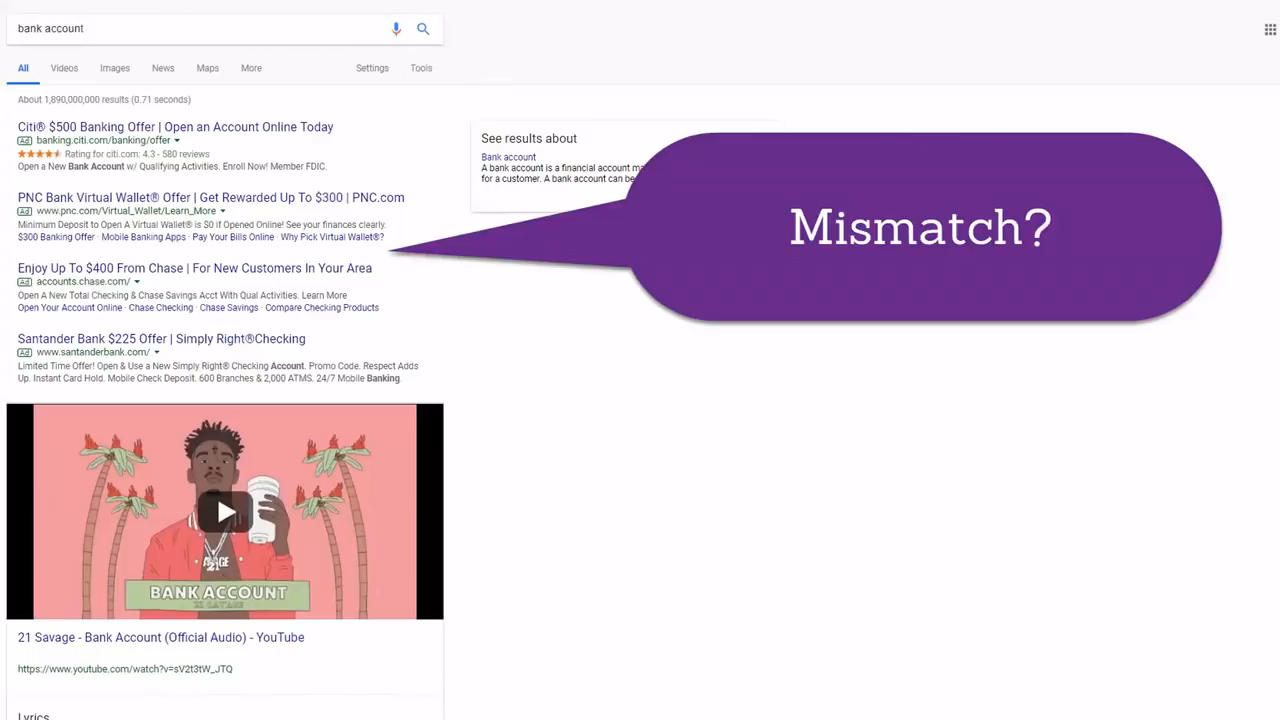 bank account
All Videos Images News Maps More Settings Tools
About 1,890,000,000 results (0.71 seconds)
Citi® $500 Banking Offer | Open an Account Online Today
Ad banking.citi.com/banking/offer
Rating for citi.com: 4.3 - 580 reviews
Open a New Bank Account w/ Qualifying Activities. Enroll Now! Member FDIC.
PNC Bank Virtual Wallet® Offer | Get Rewarded Up To $300 | PNC.com
Ad www.pnc.com/Virtual_Wallet/Learn_More
Minimum Deposit to Open A Virtual Wallet® is $0 if Opened Online! See your finances clearly.
$300 Banking Offer · Mobile Banking Apps · Pay Your Bills Online · Why Pick Virtual Wallet®?
Enjoy Up To $400 From Chase | For New Customers In Your Area
Ad accounts.chase.com/
Open A New Total Checking & Chase Savings Acct With Qual Activities. Learn More
Open Your Account Online · Chase Checking · Chase Savings · Compare Checking Products
Santander Bank $225 Offer | Simply Right®Checking
Ad www.santanderbank.com/
Limited Time Offer! Open & Use a New Simply Right® Checking Account. Promo Code. Respect Adds
Up. Instant Card Hold. Mobile Check Deposit. 600 Branches & 2,000 ATMS. 24/7 Mobile Banking.
BANK ACCOUNT
21 SAVAGE
21 Savage - Bank Account (Official Audio) - YouTube
https://www.youtube.com/watch?v=sV2t3tW_JTQ
Lyrics
See results about
Bank account
A bank account is a financial account
for a customer. A bank account can be
Mismatch?